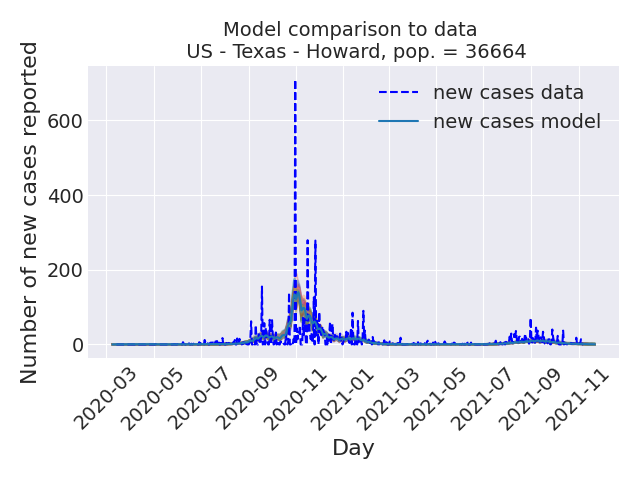 Model comparison to data
US - Texas - Howard, pop. = 36664
Number of new cases reported
600
400
200
0
new cases data
new cases model
2020-03
2020-05
2020-07
2020-09
2020-11
2021-01
2021-03
2021-05
2021-07
2021-09
2021-11
Day